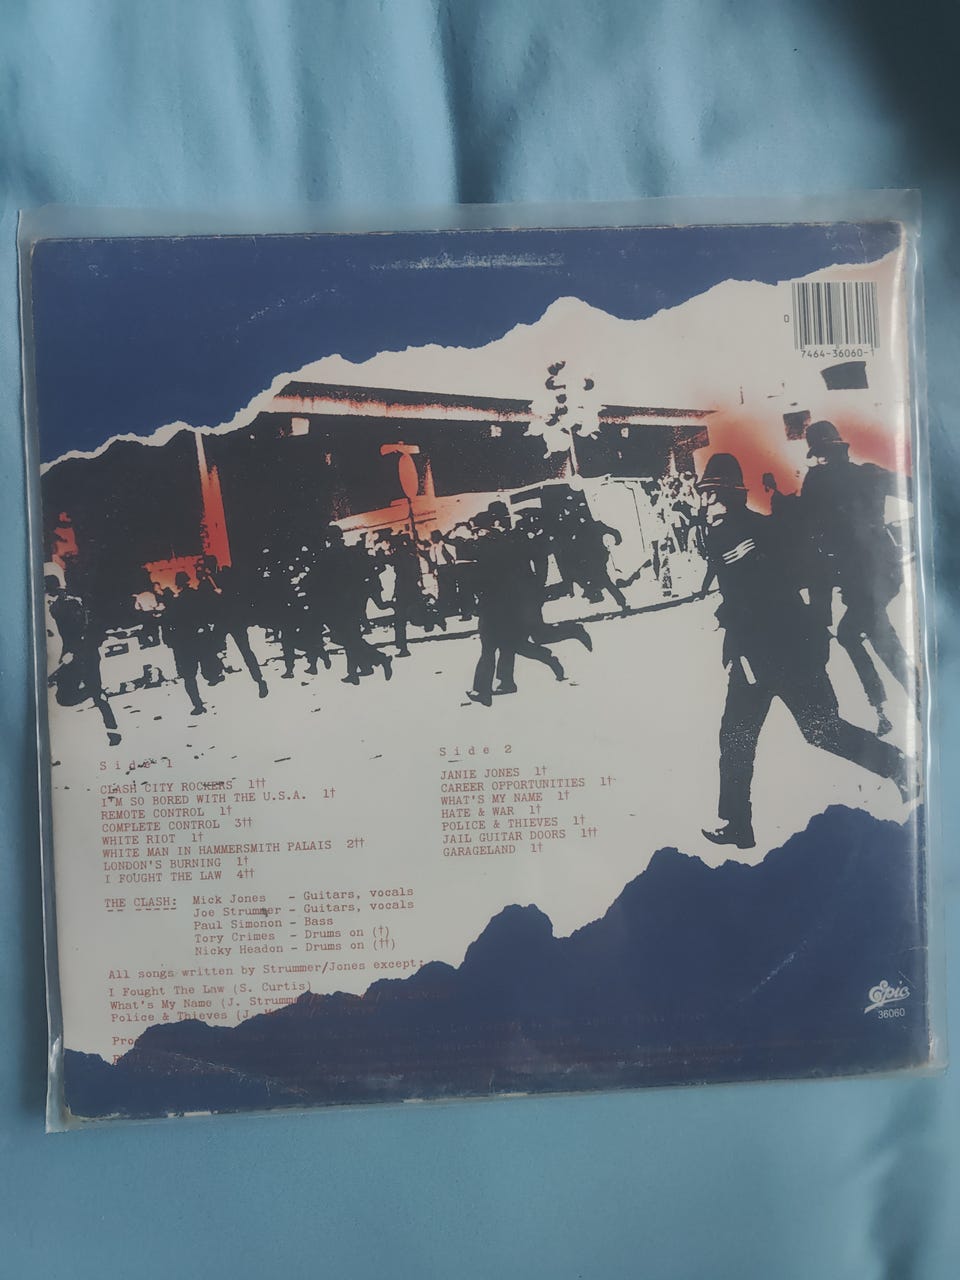 D
7464-36060-1
Side 1
CLASH CITY ROCKERS 1††
I'M SO BORED WITH THE U.S.A. 1†
REMOTE CONTROL 1†
COMPLETE CONTROL 3††
WHITE RIOT 1†
WHITE MAN IN HAMMERSMITH PALAIS 2††
LONDON'S BURNING 1†
I FOUGHT THE LAW 4††
Side 2
JANIE JONES 1†
CAREER OPPORTUNITIES 1†
WHAT'S MY NAME 1†
HATE & WAR 1†
POLICE & THIEVES 1†
JAIL GUITAR DOORS 1††
GARAGELAND 1†
THE CLASH: Mick Jones - Guitars, vocals
Joe Strummer - Guitars, vocals
Paul Simonon - Bass
Tory Crimes - Drums on (†)
Nicky Headon - Drums on (††)
All songs written by Strummer/Jones except:
I Fought The Law (S. Curtis)
What's My Name (J. Strummer/
Police & Thieves (J.
Epic
36060